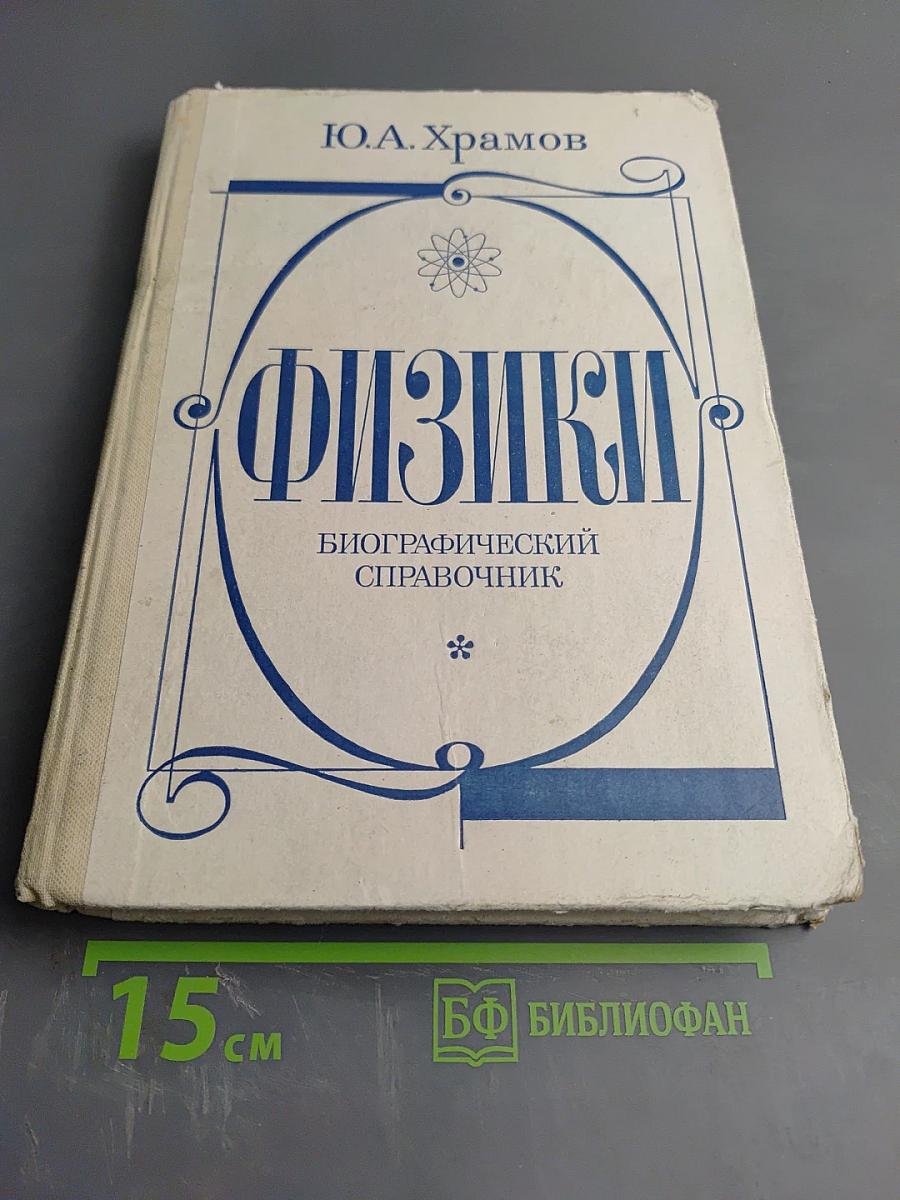 Ю.А.Храмов
ФИЗИКИ
БИОГРАФИЧЕСКИЙ
СПРАВОЧНИК
15 см
БФ БИБЛИОФАН